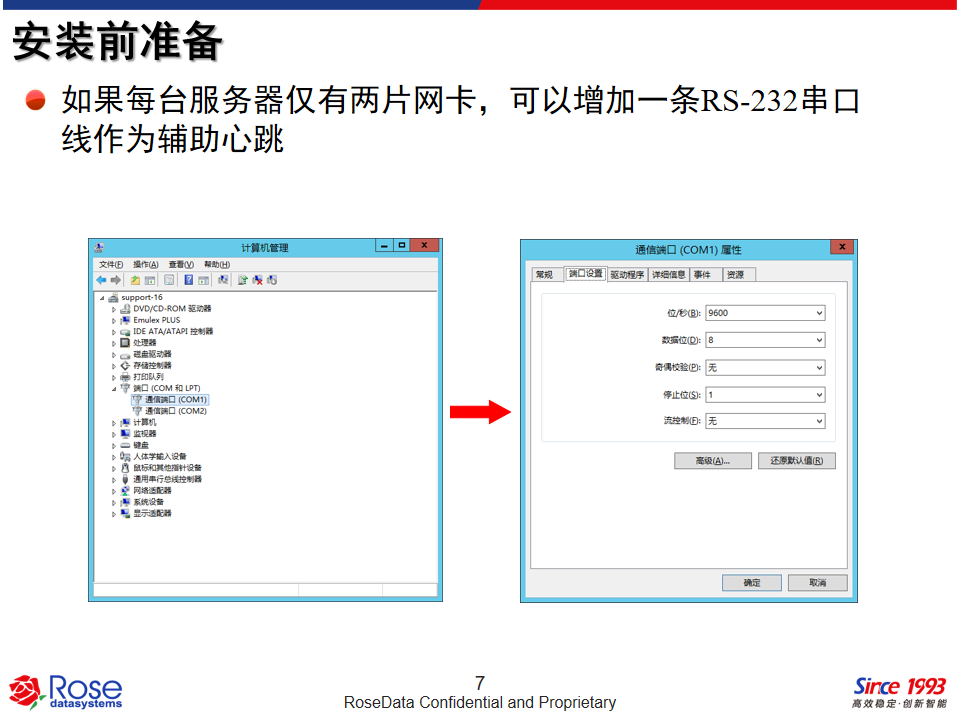 安装前准备
如果每台服务器仅有两片网卡，可以增加一条RS-232串口
线作为辅助心跳
计算机管理
文件(F) 操作(A) 查看(V) 帮助(H)
support-16
DVD/CD-ROM 驱动器
Emulex PLUS
IDE ATA/ATAPI 控制器
处理器
磁盘驱动器
存储控制器
打印队列
端口 (COM 和 LPT)
通信端口 (COM1)
通信端口 (COM2)
计算机
监视器
键盘
人体学输入设备
鼠标和其他指针设备
通用串行总线控制器
网络适配器
系统设备
显示适配器
通信端口 (COM1) 属性
常规 端口设置 驱动程序 详细信息 事件 资源
位/秒(B): 9600
数据位(D): 8
奇偶校验(P): 无
停止位(S): 1
流控制(F): 无
高级(A)... 还原默认值(R)
确定 取消
Rose
datasystems
7
RoseData Confidential and Proprietary
Since 1993
高效稳定·创新智能